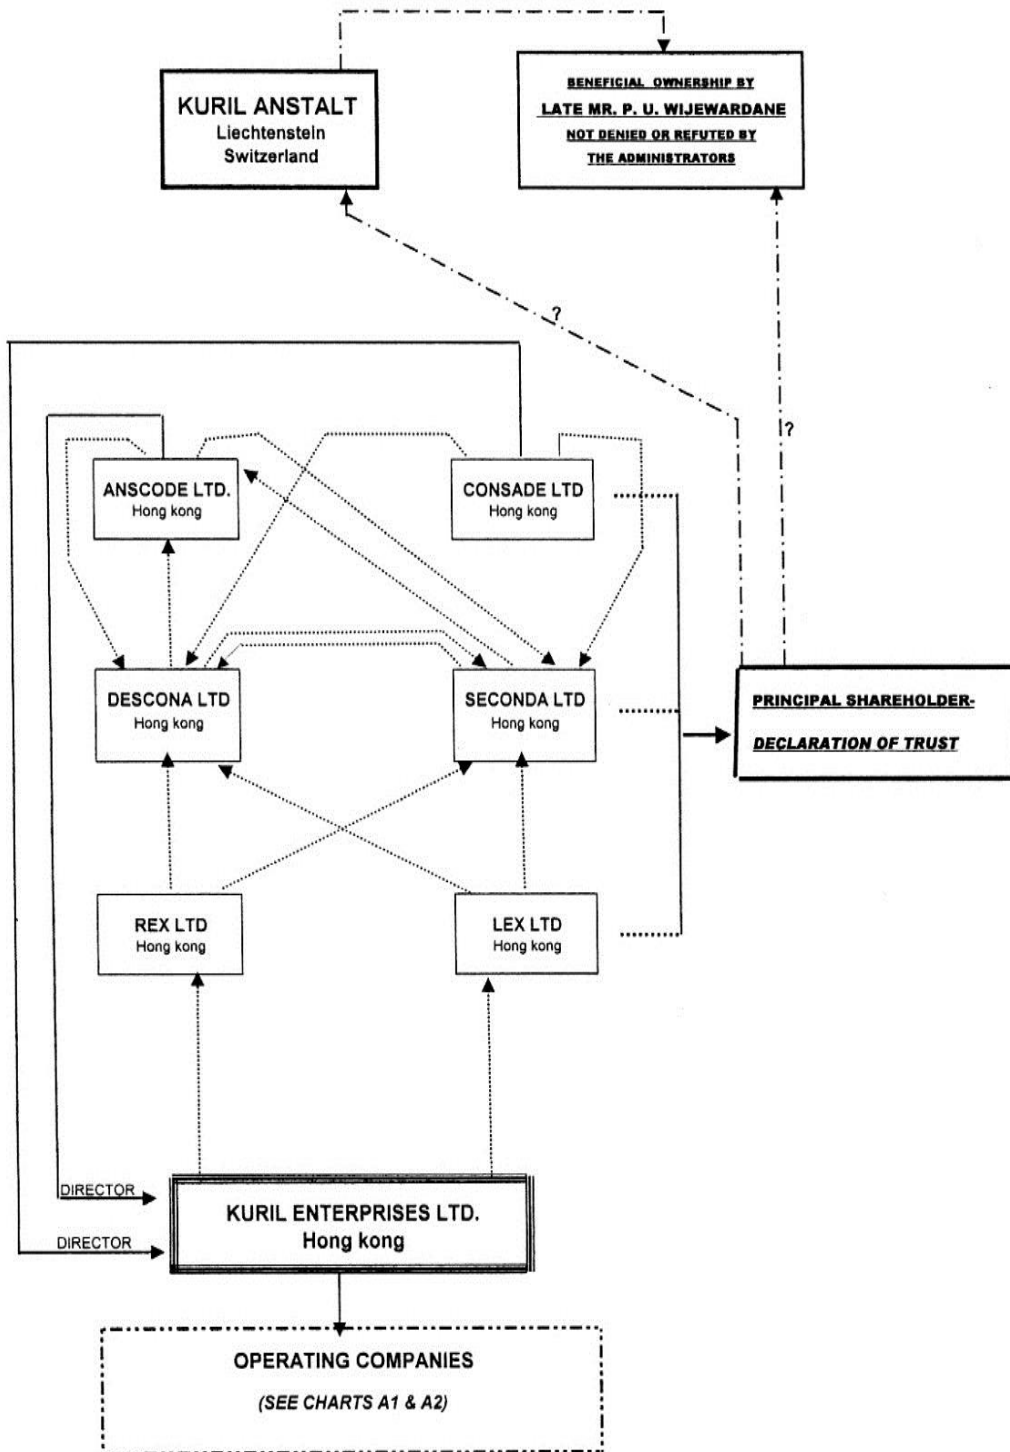 KURIL ANSTALT
Liechtenstein
Switzerland
BENEFICIAL OWNERSHIP BY
LATE MR. P. U. WIJEWARDANE
NOT DENIED OR REFUTED BY
THE ADMINISTRATORS
?
?
ANSCODE LTD.
Hong kong
CONSADE LTD
Hong kong
DESCONA LTD
Hong kong
SECONDA LTD
Hong kong
PRINCIPAL SHAREHOLDER-
DECLARATION OF TRUST
REX LTD
Hong kong
LEX LTD
Hong kong
DIRECTOR
DIRECTOR
KURIL ENTERPRISES LTD.
Hong kong
OPERATING COMPANIES
(SEE CHARTS A1 & A2)